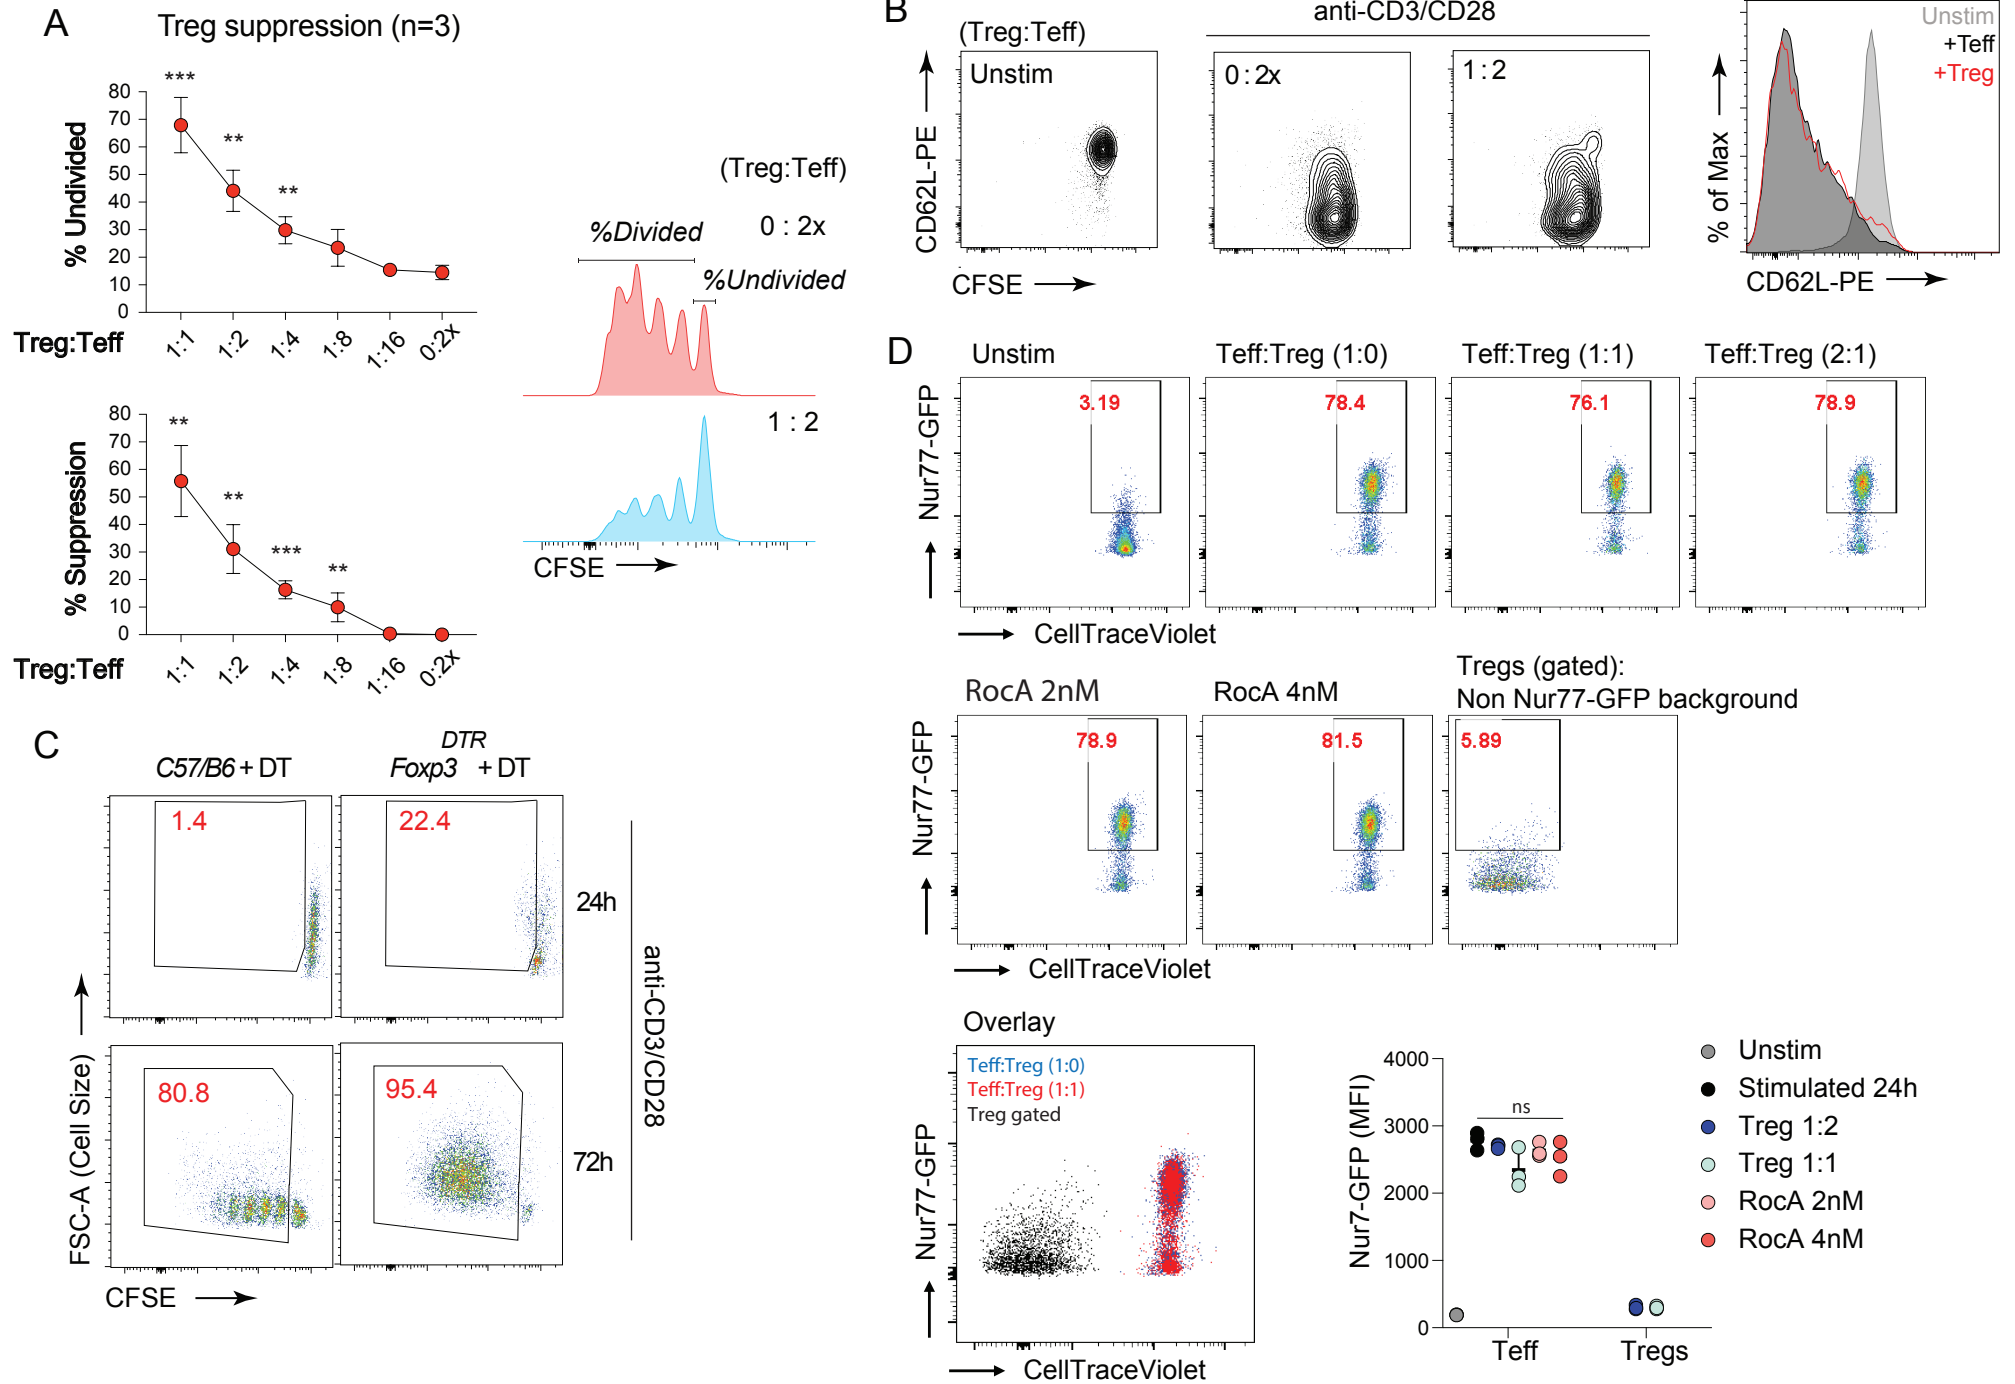 A
Treg suppression (n=3)
% Undivided
80
70
60
50
40
30
20
10
0
***
**
**
Treg:Teff
1:1
1:2
1:4
1:8
1:16
0:2x
% Suppression
80
70
60
50
40
30
20
10
0
**
**
***
**
Treg:Teff
1:1
1:2
1:4
1:8
1:16
0:2x
(Treg:Teff)
0 : 2x
%Divided
%Undivided
1 : 2
CFSE
B
anti-CD3/CD28
(Treg:Teff)
Unstim
0:2x
1:2
CD62L-PE
CFSE
Unstim
+Teff
+Treg
% of Max
CD62L-PE
C
C57/B6 + DT
DTR
Foxp3 + DT
1.4
22.4
24h
80.8
95.4
72h
anti-CD3/CD28
FSC-A (Cell Size)
CFSE
D
Unstim
Teff:Treg (1:0)
Teff:Treg (1:1)
Teff:Treg (2:1)
3.19
78.4
76.1
78.9
Nur77-GFP
CellTraceViolet
RocA 2nM
RocA 4nM
Tregs (gated):
Non Nur77-GFP background
78.9
81.5
5.89
Nur77-GFP
CellTraceViolet
Overlay
Teff:Treg (1:0)
Teff:Treg (1:1)
Treg gated
Nur77-GFP
CellTraceViolet
Nur7-GFP (MFI)
4000
3000
2000
1000
0
ns
Teff
Tregs
Unstim
Stimulated 24h
Treg 1:2
Treg 1:1
RocA 2nM
RocA 4nM